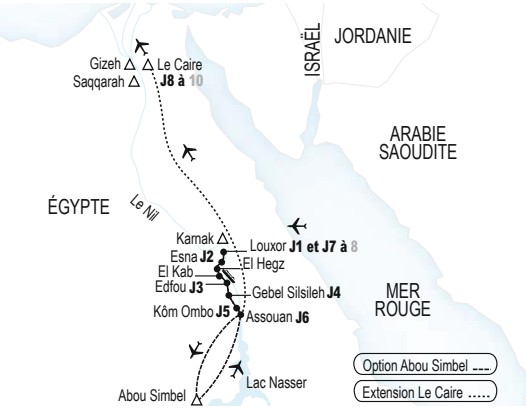 JORDANIE
ISRAËL
Gizeh
Le Caire
Saqqarah
J8 à 10
ARABIE
SAOUDITE
ÉGYPTE
Le Nil
Karnak
Louxor J1 et J7 à 8
Esna J2
El Hegz
El Kab
Edfou J3
Gebel Silsileh J4
MER
ROUGE
Kôm Ombo J5
Assouan J6
Option Abou Simbel
Lac Nasser
Abou Simbel
Extension Le Caire